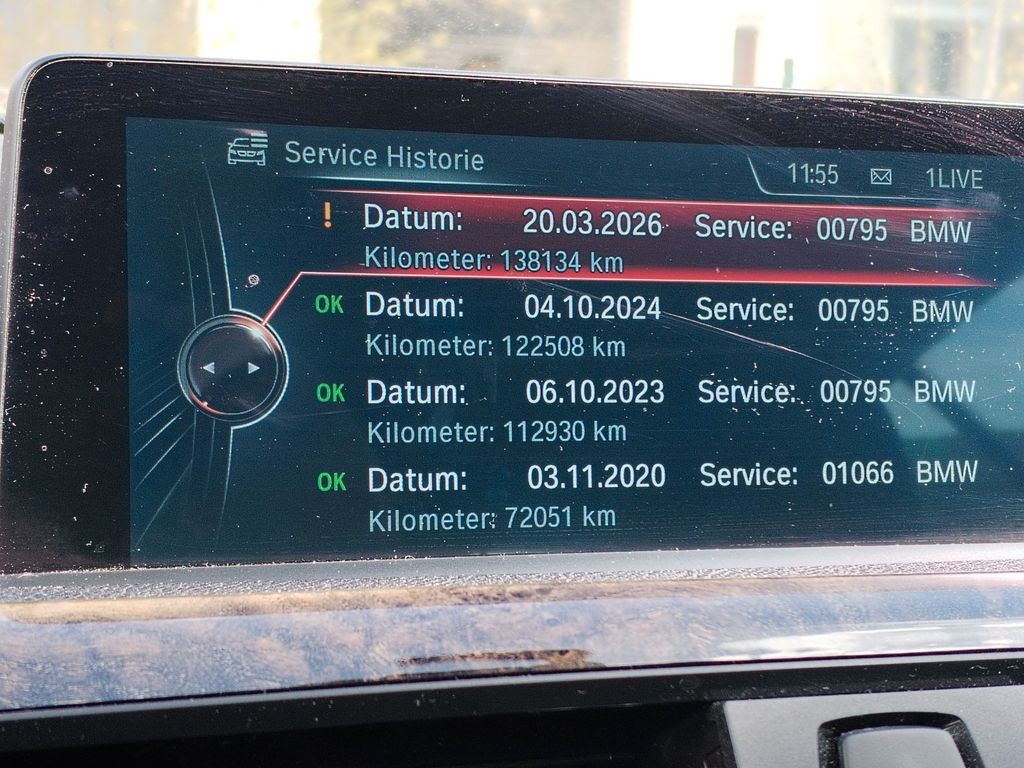 Service Historie 11:55 1LIVE
! Datum: 20.03.2026 Service: 00795 BMW
Kilometer: 138134 km
OK Datum: 04.10.2024 Service: 00795 BMW
Kilometer: 122508 km
OK Datum: 06.10.2023 Service: 00795 BMW
Kilometer: 112930 km
OK Datum: 03.11.2020 Service: 01066 BMW
Kilometer: 72051 km